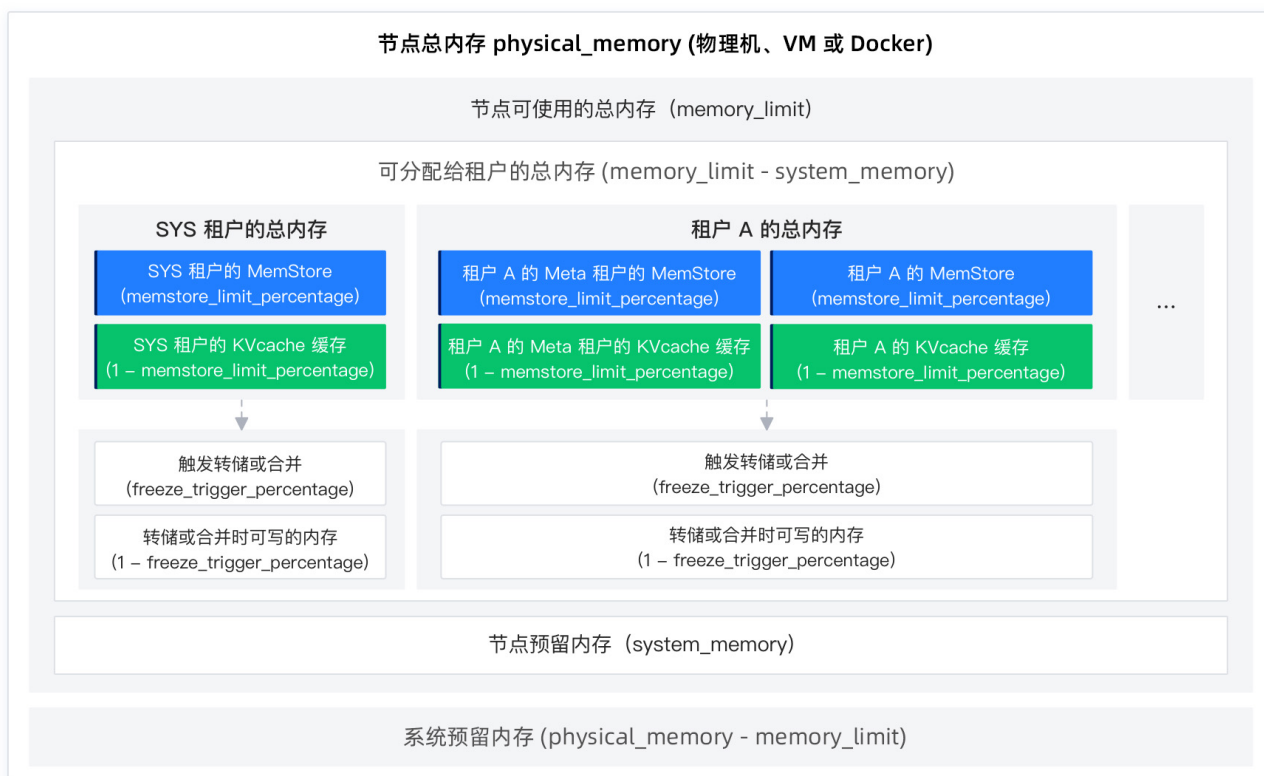 节点总内存 physical_memory (物理机、VM 或 Docker)
节点可使用的总内存（memory_limit）
可分配给租户的总内存 (memory_limit - system_memory)
SYS 租户的总内存
SYS 租户的 MemStore
(memstore_limit_percentage)
SYS 租户的 KVcache 缓存
(1 – memstore_limit_percentage)
租户 A 的总内存
租户 A 的 Meta 租户的 MemStore
(memstore_limit_percentage)
租户 A 的 MemStore
(memstore_limit_percentage)
租户 A 的 Meta 租户的 KVcache 缓存
(1 – memstore_limit_percentage)
租户 A 的 KVcache 缓存
(1 – memstore_limit_percentage)
...
触发转储或合并
(freeze_trigger_percentage)
转储或合并时可写的内存
(1 – freeze_trigger_percentage)
触发转储或合并
(freeze_trigger_percentage)
转储或合并时可写的内存
(1 – freeze_trigger_percentage)
节点预留内存（system_memory）
系统预留内存 (physical_memory - memory_limit)